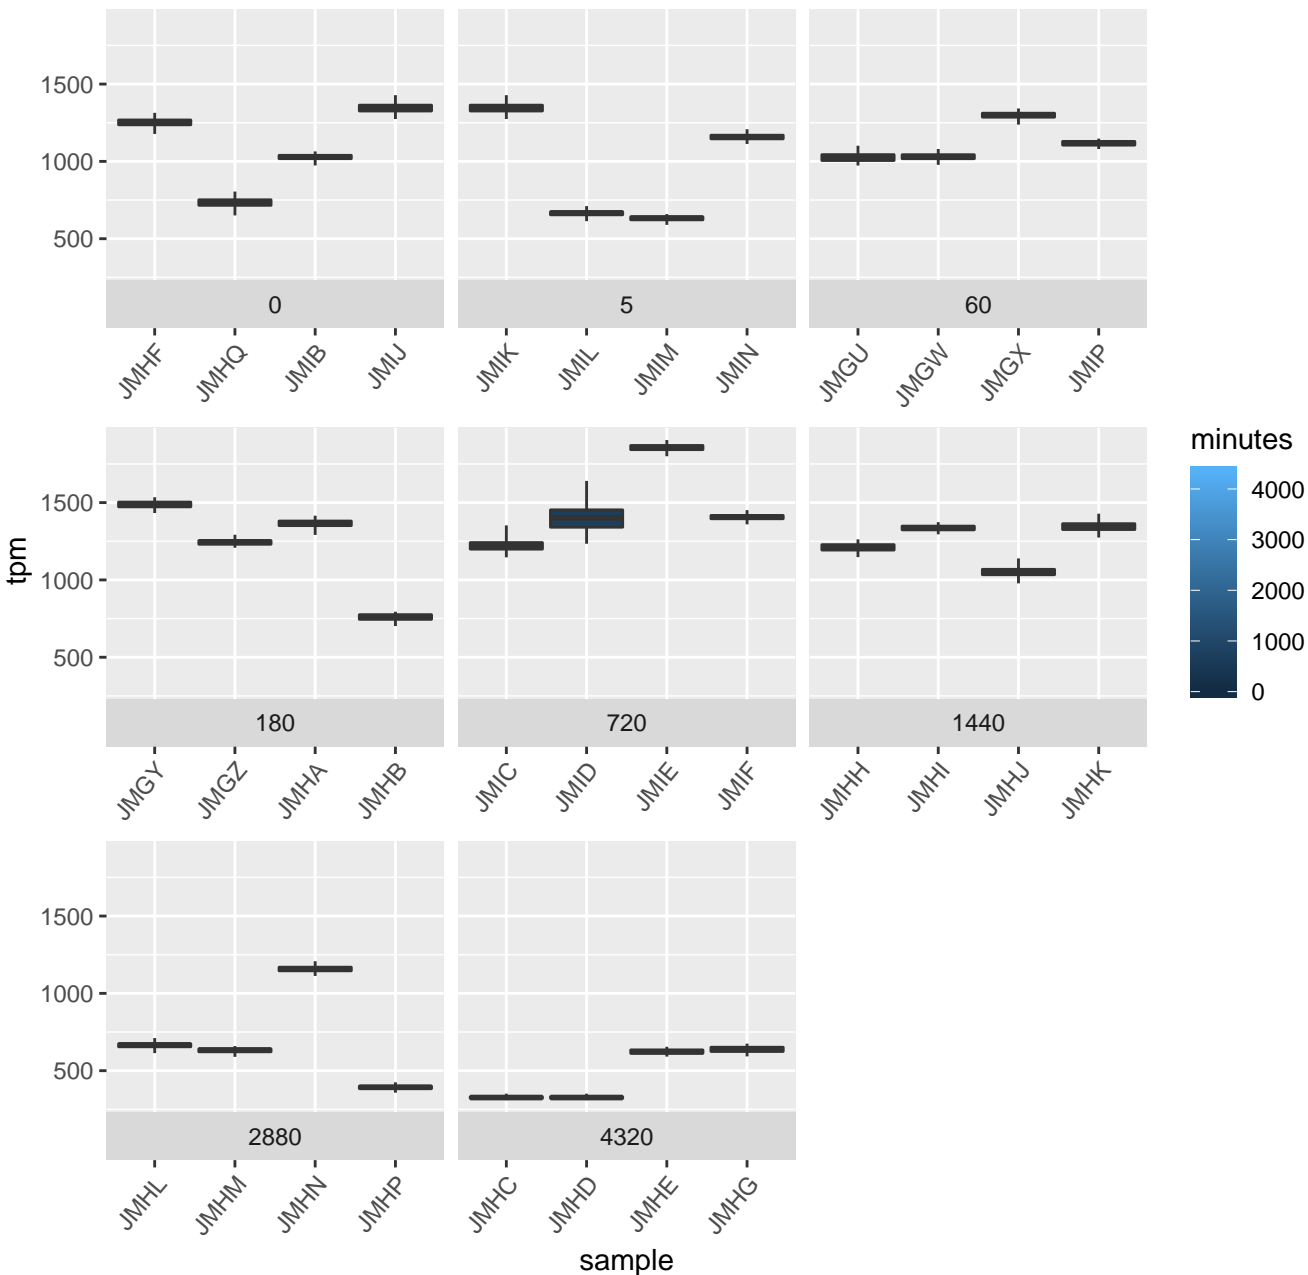 1500
1000
500
0
5
60
JMHF
JMHQ
JMIB
JMIJ
JMIK
JMIL
JMIM
JMIN
JMGU
JMGW
JMGX
JMIP
tpm
1500
1000
500
180
720
1440
JMGY
JMGZ
JMHA
JMHB
JMIC
JMID
JMIE
JMIF
JMHH
JMHI
JMHJ
JMHK
minutes
4000
3000
2000
1000
0
1500
1000
500
2880
4320
JMHL
JMHM
JMHN
JMHP
JMHC
JMHD
JMHE
JMHG
sample